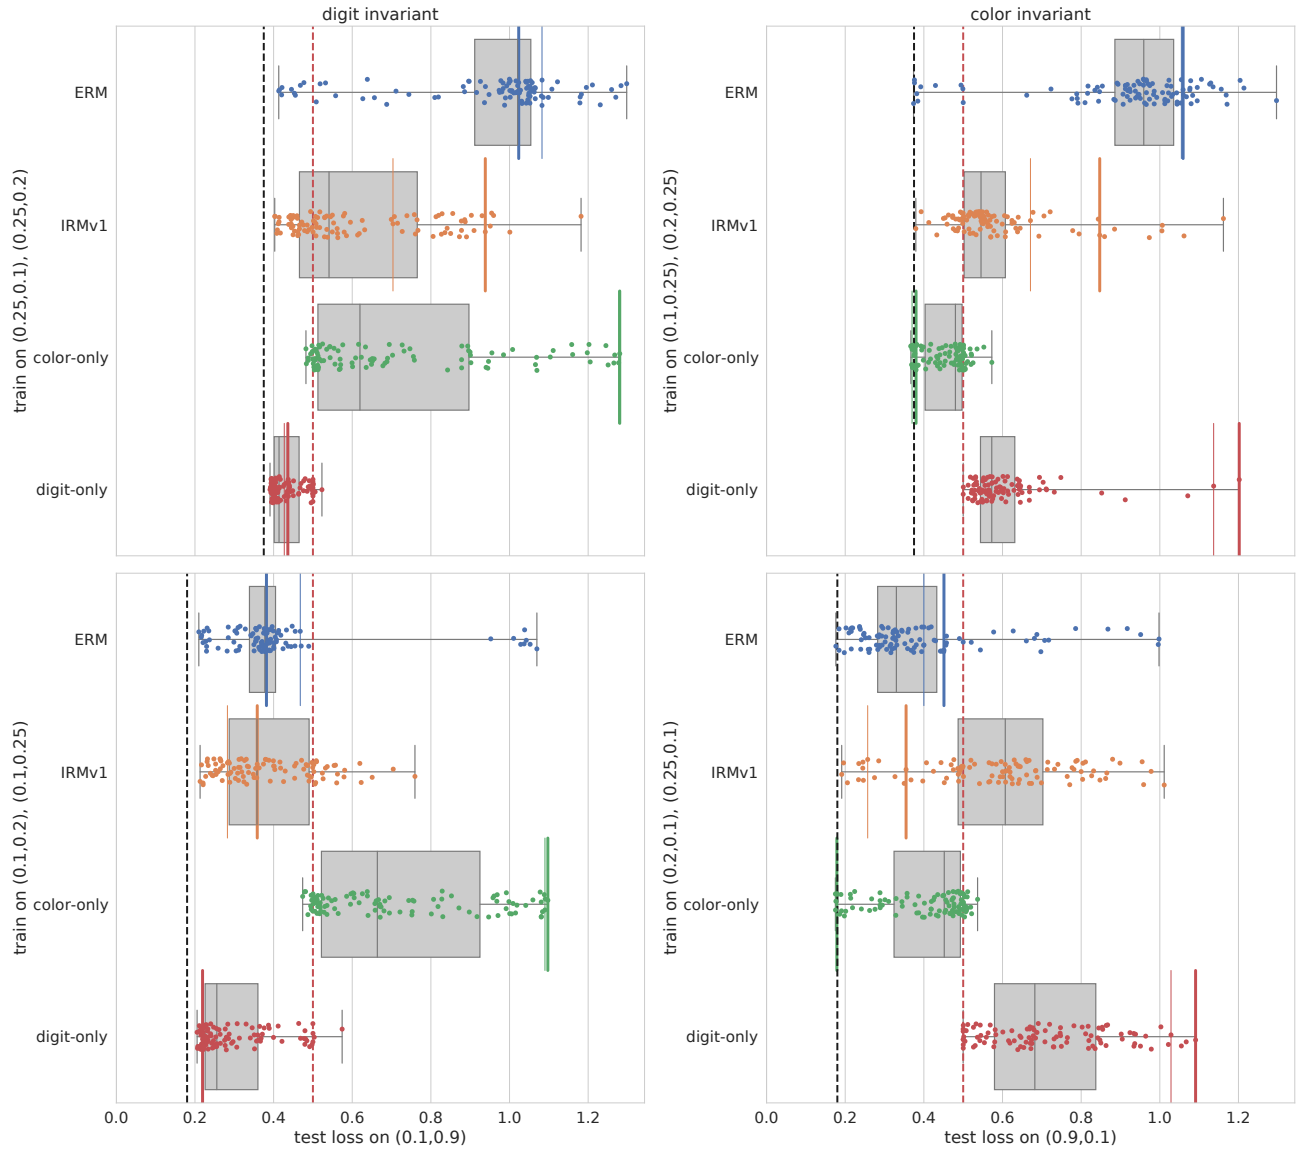 digit invariant
color invariant
train on (0.25,0.1), (0.25,0.2)
ERM
IRMv1
color-only
digit-only
train on (0.1,0.25), (0.2,0.25)
ERM
IRMv1
color-only
digit-only
train on (0.1,0.2), (0.1,0.25)
ERM
IRMv1
color-only
digit-only
0.0 0.2 0.4 0.6 0.8 1.0 1.2
test loss on (0.1,0.9)
train on (0.2,0.1), (0.25,0.1)
ERM
IRMv1
color-only
digit-only
0.0 0.2 0.4 0.6 0.8 1.0 1.2
test loss on (0.9,0.1)